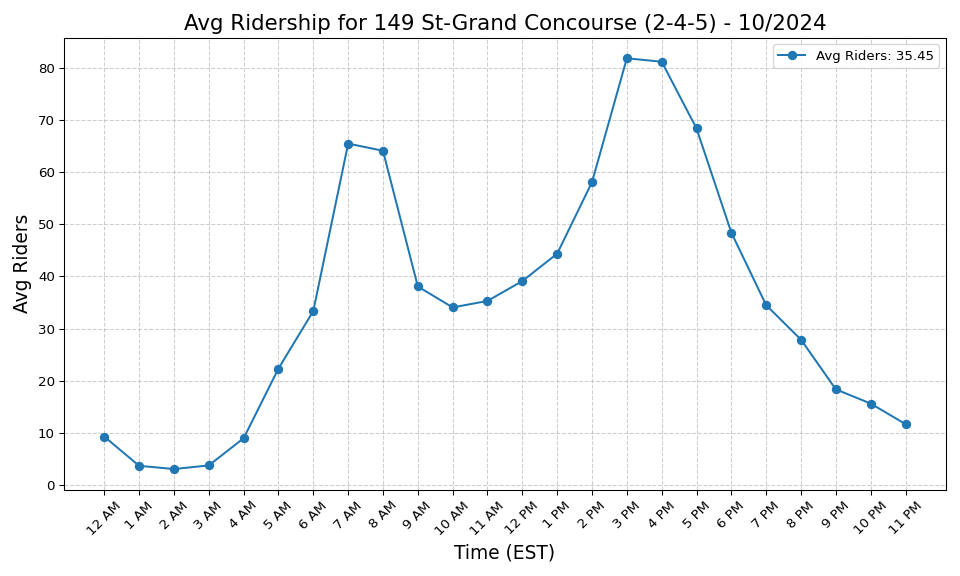 Avg Ridership for 149 St-Grand Concourse (2-4-5) - 10/2024
Avg Riders: 35.45
Avg Riders
80
70
60
50
40
30
20
10
0
12 AM
1 AM
2 AM
3 AM
4 AM
5 AM
6 AM
7 AM
8 AM
9 AM
10 AM
11 AM
12 PM
1 PM
2 PM
3 PM
4 PM
5 PM
6 PM
7 PM
8 PM
9 PM
10 PM
11 PM
Time (EST)